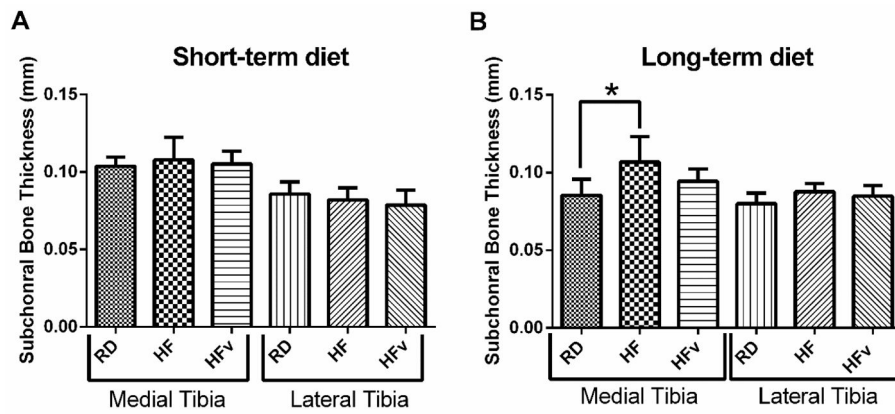 A
Short-term diet
Subchonral Bone Thickness (mm)
0.15
0.10
0.05
0.00
RD
HF
HFv
RD
HF
HFv
Medial Tibia
Lateral Tibia
B
Long-term diet
Subchonral Bone Thickness (mm)
0.15
0.10
0.05
0.00
*
RD
HF
HFv
RD
HF
HFv
Medial Tibia
Lateral Tibia